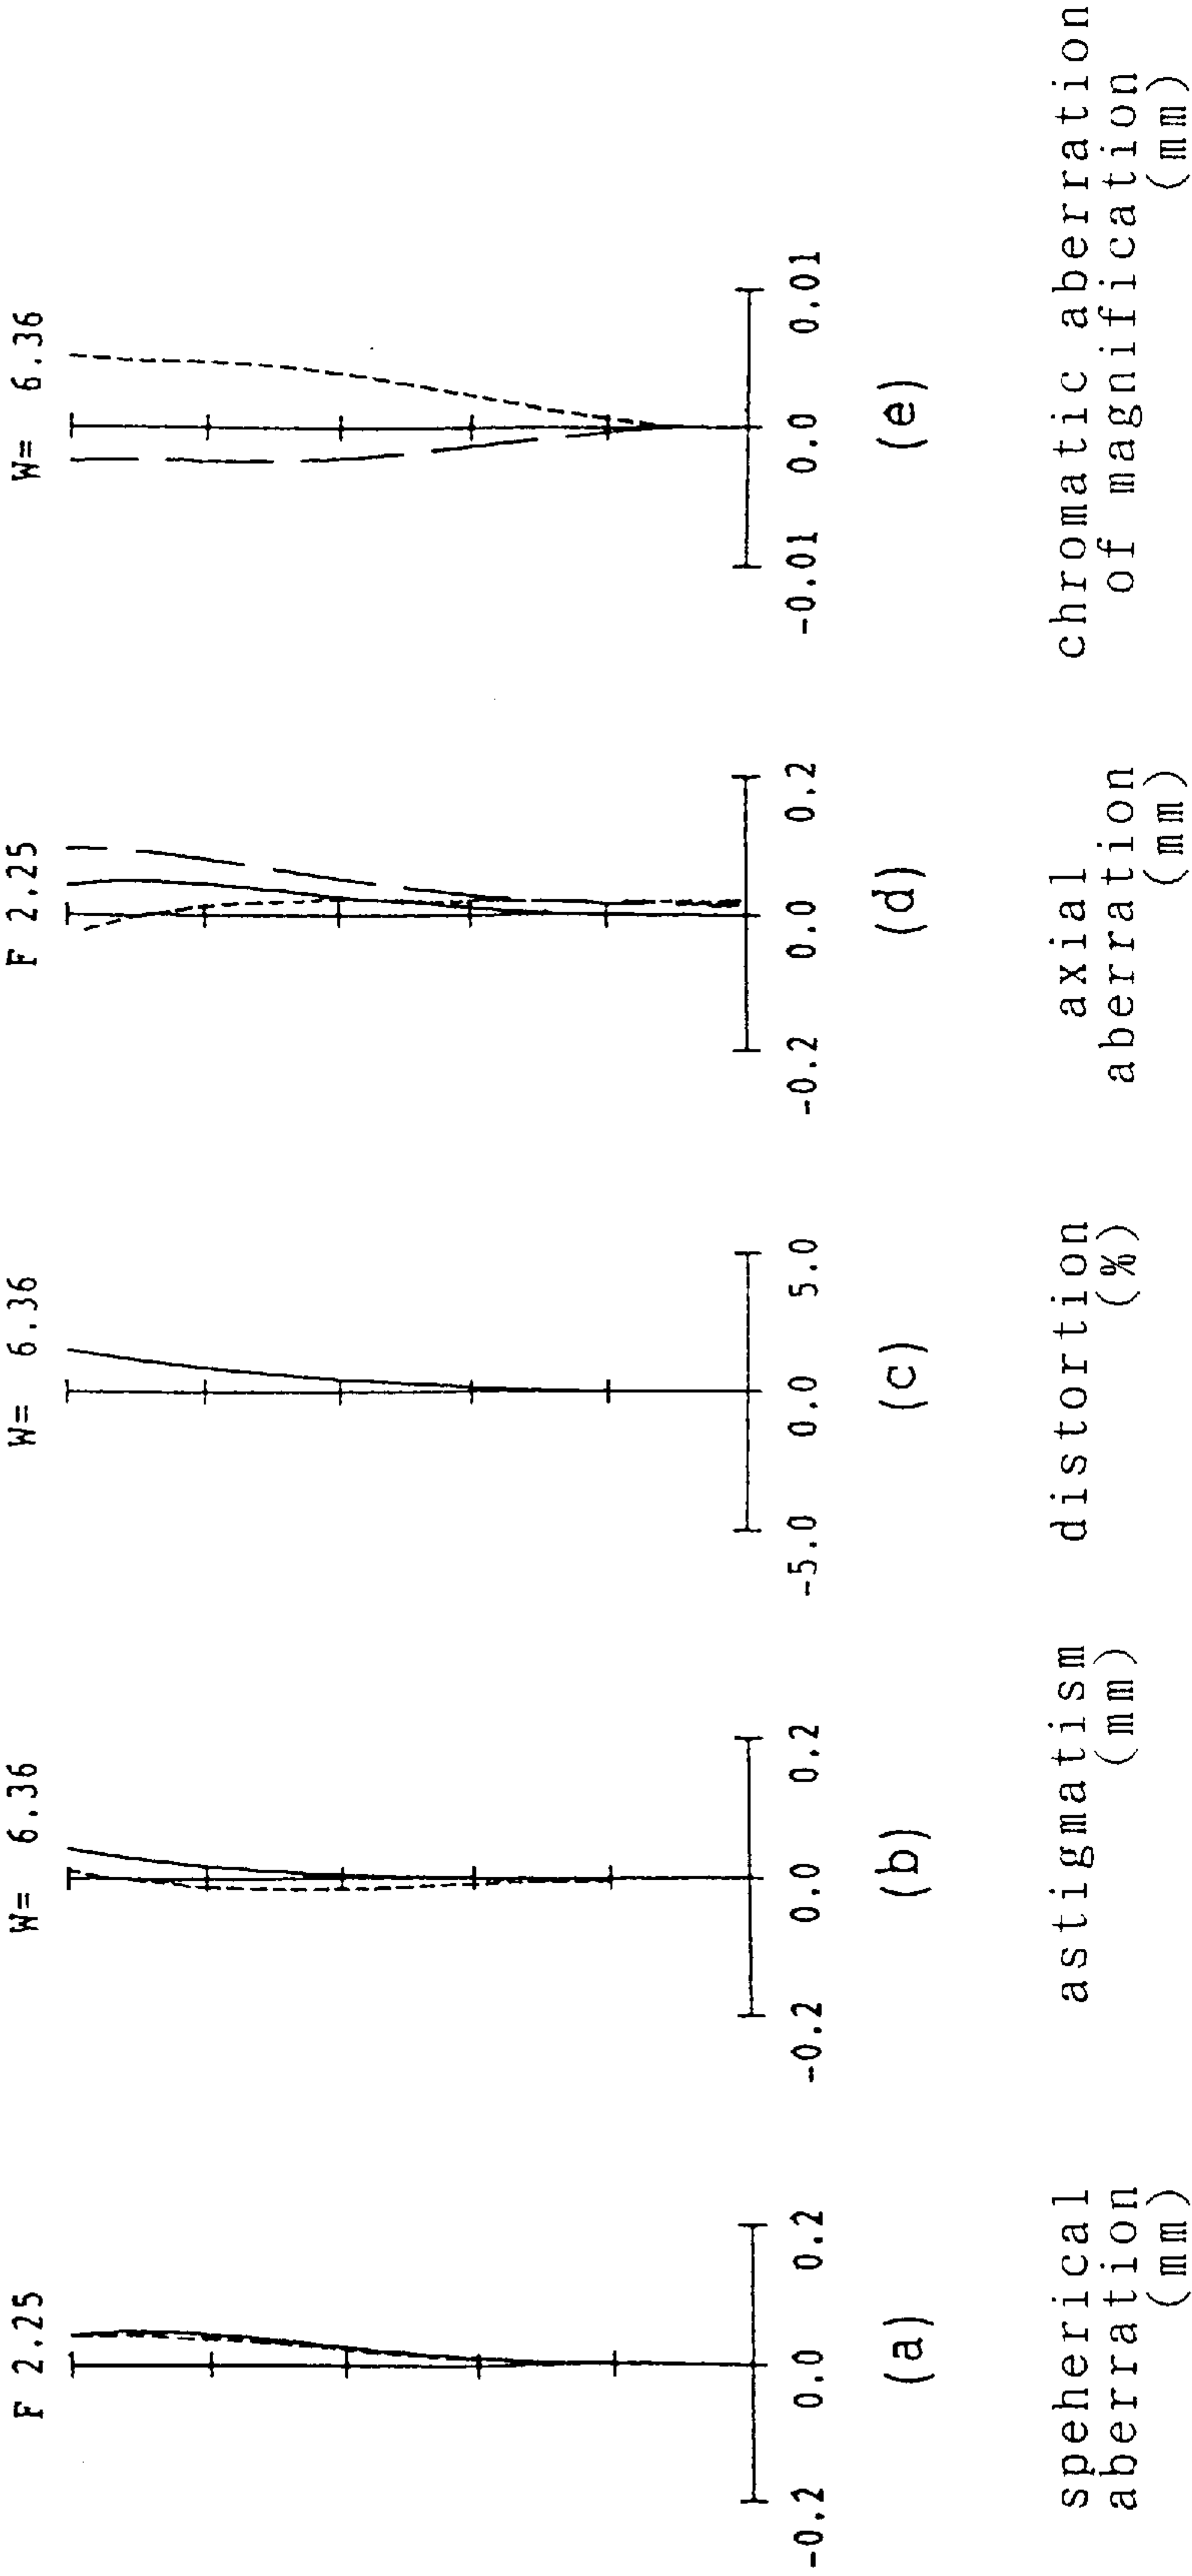 F 2.25
-0.2 0.0 0.2
(a)
speherical
aberration
(mm)
W= 6.36
-0.2 0.0 0.2
(b)
astigmatism
(mm)
W= 6.36
-5.0 0.0 5.0
(c)
distortion
(%)
F 2.25
-0.2 0.0 0.2
(d)
axial
aberration
(mm)
W= 6.36
-0.01 0.0 0.01
(e)
chromatic aberration
of magnification
(mm)